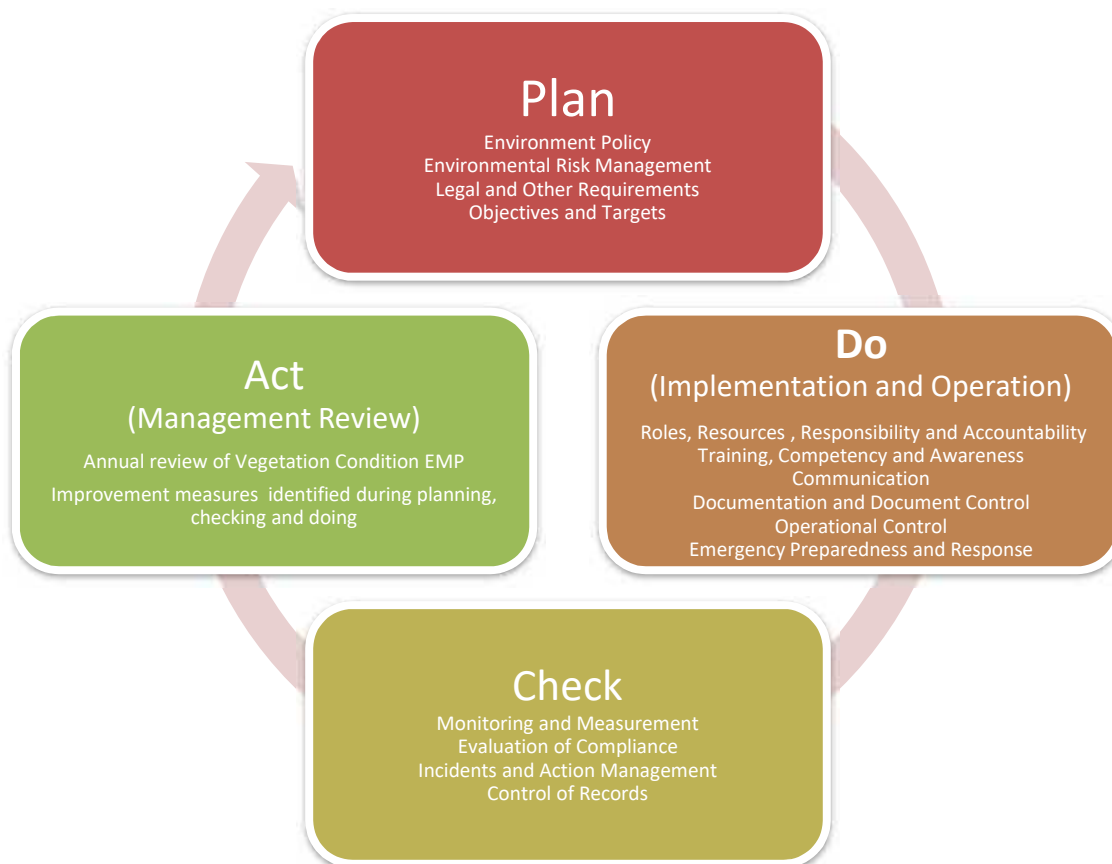 Plan
Environment Policy
Environmental Risk Management
Legal and Other Requirements
Objectives and Targets
Do
(Implementation and Operation)
Roles, Resources , Responsibility and Accountability
Training, Competency and Awareness
Communication
Documentation and Document Control
Operational Control
Emergency Preparedness and Response
Check
Monitoring and Measurement
Evaluation of Compliance
Incidents and Action Management
Control of Records
Act
(Management Review)
Annual review of Vegetation Condition EMP
Improvement measures identified during planning,
checking and doing